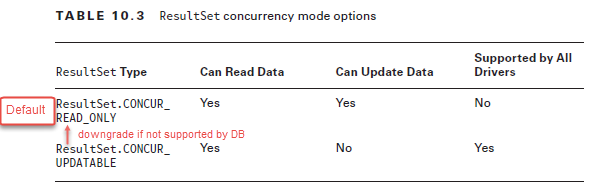 TABLE 10.3 ResultSet concurrency mode options
Supported by All
ResultSet Type Can Read Data Can Update Data Drivers
Default ResultSet.CONCUR_ Yes Yes No
READ_ONLY
downgrade if not supported by DB
ResultSet.CONCUR_ Yes No Yes
UPDATABLE